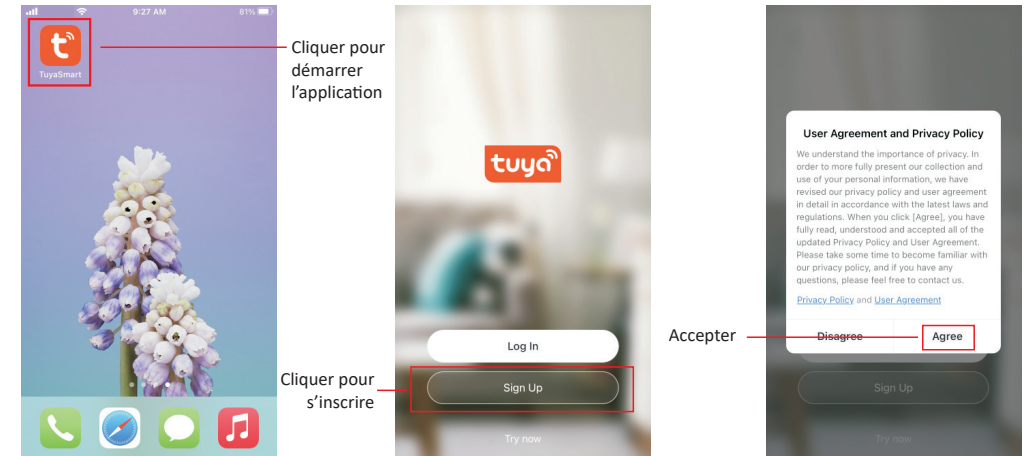 9:27 AM
81%
TuyaSmart
Cliquer pour
démarrer
l’application
tuya
Log In
Cliquer pour
s’inscrire
Sign Up
Try now
User Agreement and Privacy Policy
We understand the importance of privacy. In
order to more fully present our collection and
use of your personal information, we have
revised our privacy policy and user agreement
in detail in accordance with the latest laws and
regulations. When you click [Agree], you have
fully read, understood and accepted all of the
updated Privacy Policy and User Agreement.
Please take some time to become familiar with
our privacy policy, and if you have any
questions, please feel free to contact us.
Privacy Policy and User Agreement
Accepter
Disagree
Agree
Sign Up
Try now